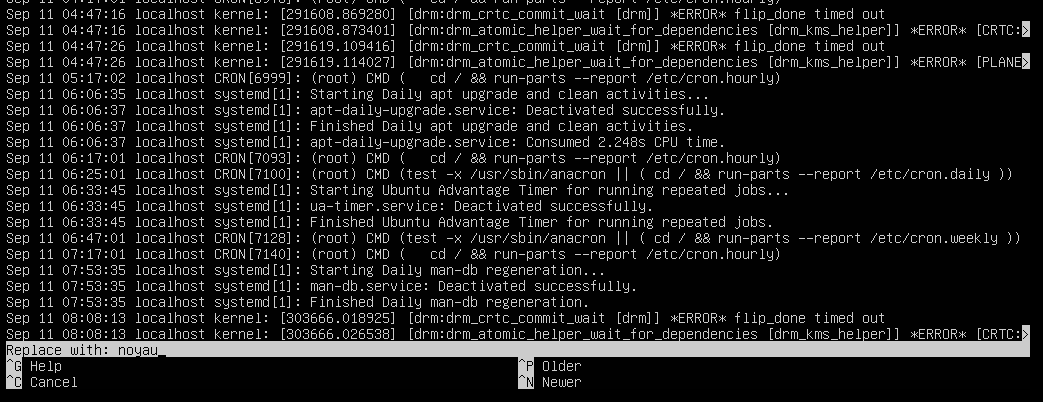 Sep 11 04:47:16 localhost kernel: [291608.869280] [drm:drm_crtc_commit_wait [drm]] *ERROR* flip_done timed out
Sep 11 04:47:16 localhost kernel: [291608.873401] [drm:drm_atomic_helper_wait_for_dependencies [drm_kms_helper]] *ERROR* [CRTC:>
Sep 11 04:47:26 localhost kernel: [291619.109416] [drm:drm_crtc_commit_wait [drm]] *ERROR* flip_done timed out
Sep 11 04:47:26 localhost kernel: [291619.114027] [drm:drm_atomic_helper_wait_for_dependencies [drm_kms_helper]] *ERROR* [PLANE>
Sep 11 05:17:02 localhost CRON[6999]: (root) CMD (   cd / && run-parts --report /etc/cron.hourly)
Sep 11 06:06:35 localhost systemd[1]: Starting Daily apt upgrade and clean activities...
Sep 11 06:06:37 localhost systemd[1]: apt-daily-upgrade.service: Deactivated successfully.
Sep 11 06:06:37 localhost systemd[1]: Finished Daily apt upgrade and clean activities.
Sep 11 06:06:37 localhost systemd[1]: apt-daily-upgrade.service: Consumed 2.248s CPU time.
Sep 11 06:17:01 localhost CRON[7093]: (root) CMD (   cd / && run-parts --report /etc/cron.hourly)
Sep 11 06:25:01 localhost CRON[7100]: (root) CMD (test -x /usr/sbin/anacron || ( cd / && run-parts --report /etc/cron.daily ))
Sep 11 06:33:45 localhost systemd[1]: Starting Ubuntu Advantage Timer for running repeated jobs...
Sep 11 06:33:45 localhost systemd[1]: ua-timer.service: Deactivated successfully.
Sep 11 06:33:45 localhost systemd[1]: Finished Ubuntu Advantage Timer for running repeated jobs.
Sep 11 06:47:01 localhost CRON[7128]: (root) CMD (test -x /usr/sbin/anacron || ( cd / && run-parts --report /etc/cron.weekly ))
Sep 11 07:17:01 localhost CRON[7140]: (root) CMD (   cd / && run-parts --report /etc/cron.hourly)
Sep 11 07:53:35 localhost systemd[1]: Starting Daily man-db regeneration...
Sep 11 07:53:35 localhost systemd[1]: man-db.service: Deactivated successfully.
Sep 11 07:53:35 localhost systemd[1]: Finished Daily man-db regeneration.
Sep 11 08:08:13 localhost kernel: [303666.018925] [drm:drm_crtc_commit_wait [drm]] *ERROR* flip_done timed out
Sep 11 08:08:13 localhost kernel: [303666.026538] [drm:drm_atomic_helper_wait_for_dependencies [drm_kms_helper]] *ERROR* [CRTC:>
Replace with: noyau_
^G Help ^P Older
^C Cancel ^N Newer